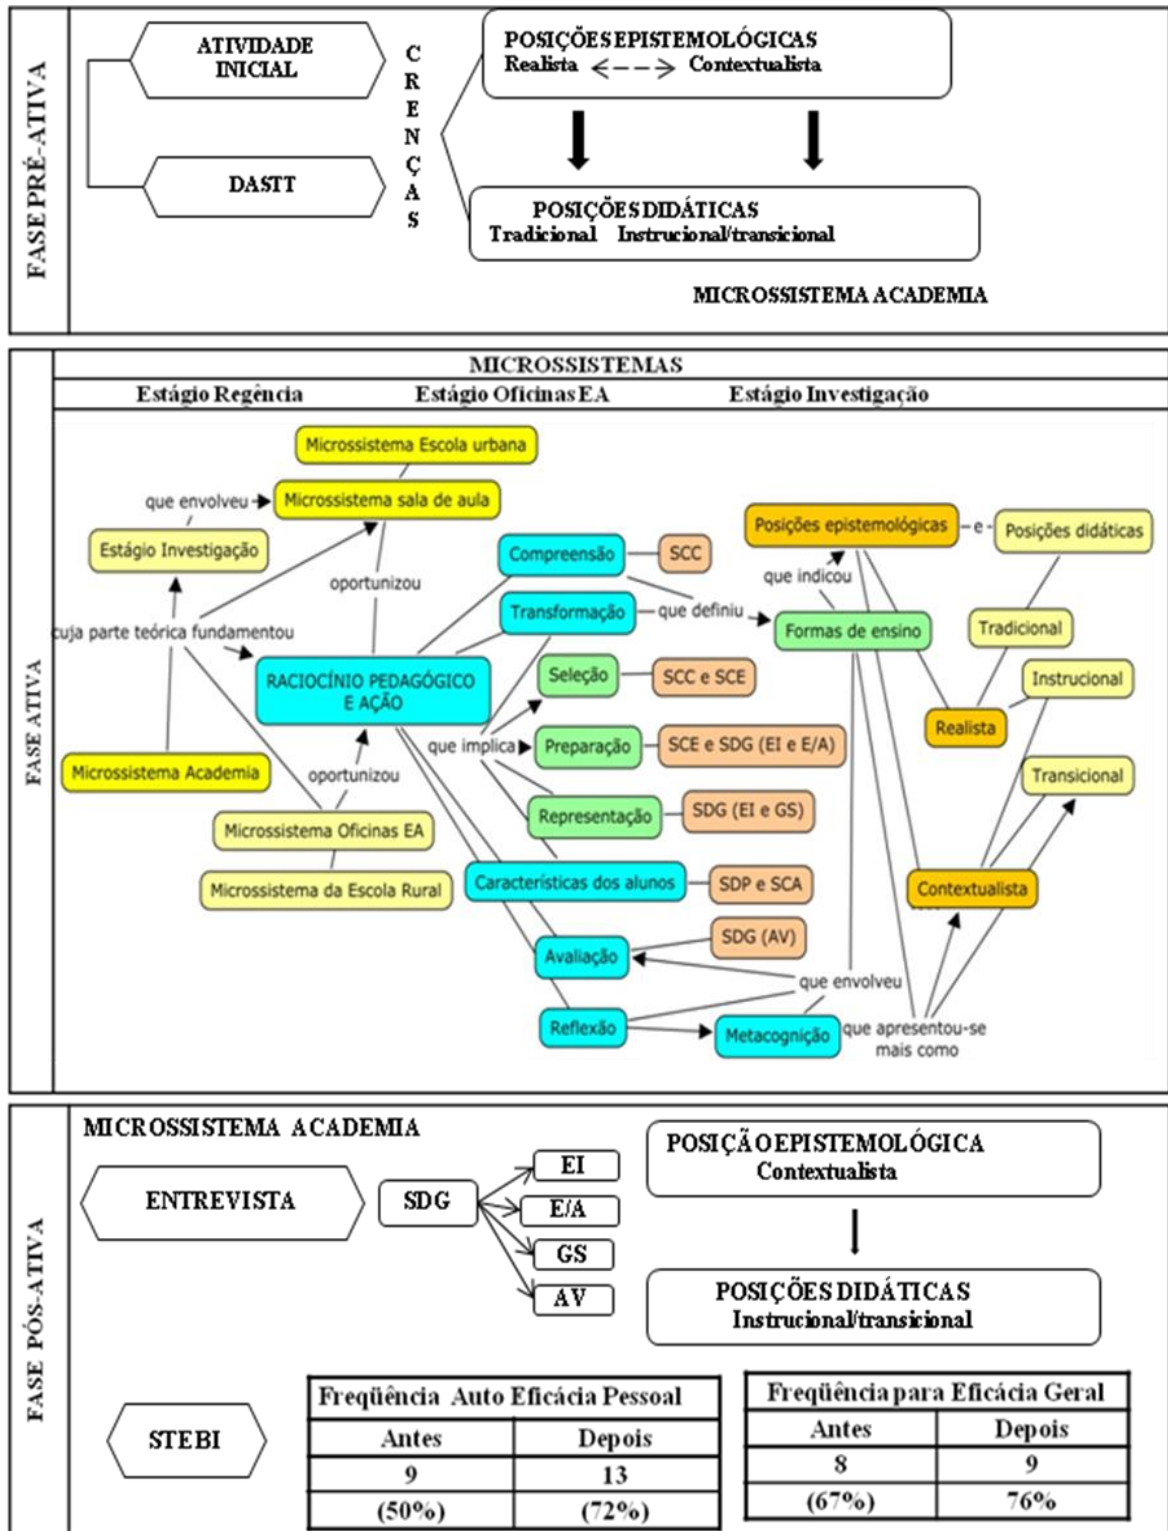 FASE PRÉ-ATIVA
ATIVIDADE
INICIAL
DASTT
CRENÇAS
POSIÇÕES EPISTEMOLÓGICAS
Realista Contextualista
POSIÇÕES DIDÁTICAS
Tradicional Instrucional/transicional
MICROSSISTEMA ACADEMIA
FASE ATIVA
MICROSSISTEMAS
Estágio Regência Estágio Oficinas EA Estágio Investigação
Microssistema Escola urbana
que envolveu
Microssistema sala de aula
Estágio Investigação
oportunizou
cuja parte teórica fundamentou
RACIOCÍNIO PEDAGÓGICO
E AÇÃO
Microssistema Academia
oportunizou
Microssistema Oficinas EA
Microssistema da Escola Rural
Compreensão
SCC
Transformação
que definiu
Seleção
SCC e SCE
que implica
Preparação
SCE e SDG (EI e E/A)
Representação
SDG (EI e GS)
Características dos alunos
SDP e SCA
Avaliação
SDG (AV)
que envolveu
Reflexão
Metacognição
Posições epistemológicas
e
Posições didáticas
que indicou
Formas de ensino
Tradicional
Instrucional
Realista
Transicional
Contextualista
que apresentou-se
mais como
FASE PÓS-ATIVA
MICROSSISTEMA ACADEMIA
ENTREVISTA
SDG
EI
E/A
GS
AV
POSIÇÃO EPISTEMOLÓGICA
Contextualista
POSIÇÕES DIDÁTICAS
Instrucional/transicional
STEBI
Freqüência Auto Eficácia Pessoal
Antes Depois
9 13
(50%) (72%)
Freqüência para Eficácia Geral
Antes Depois
8 9
(67%) 76%